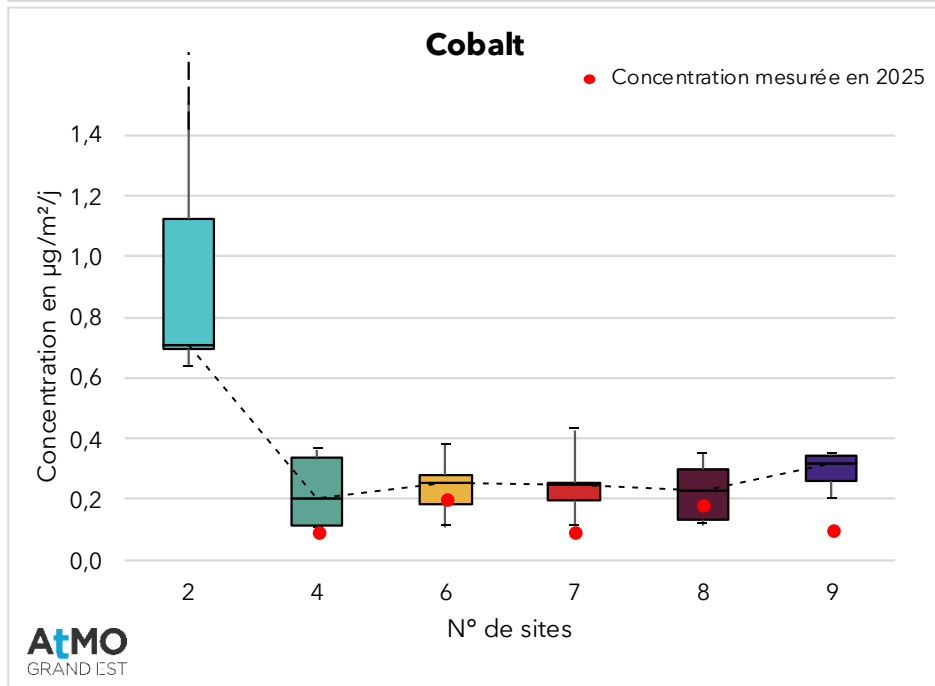 Cobalt
Concentration mesurée en 2025
Concentration en µg/m²/j
1,4
1,2
1,0
0,8
0,6
0,4
0,2
0,0
2 4 6 7 8 9
N° de sites
AtMO
GRAND EST